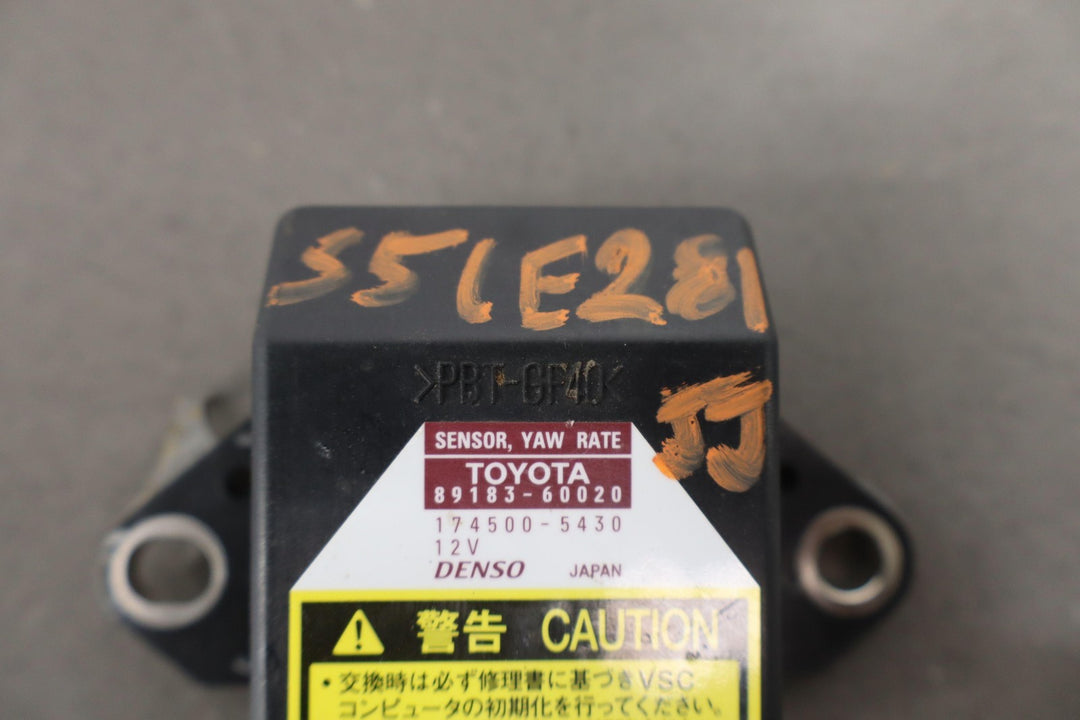 S51E281
>PBT-GF40<
JJ
SENSOR, YAW RATE
TOYOTA
89183-60020
174500-5430
12V
DENSO JAPAN
警告 CAUTION
・交換時は必ず修理書に基づきVSC
コンピュータの初期化を行ってください。